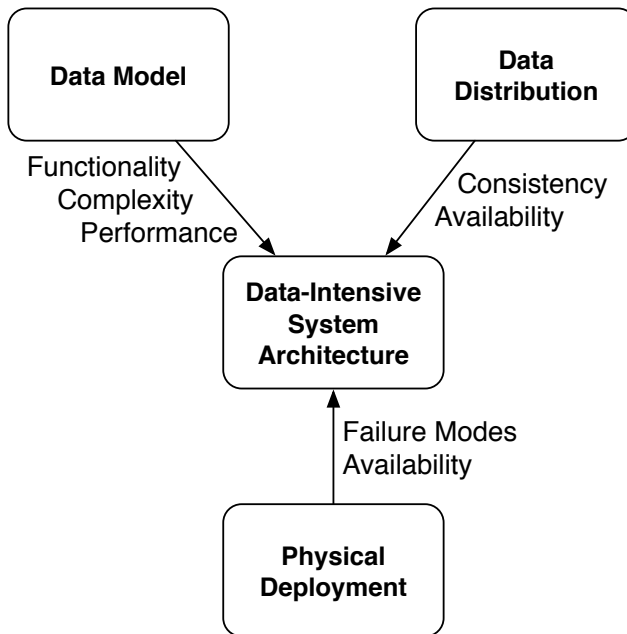 Data Model
Data
Distribution
Functionality
Complexity
Performance
Consistency
Availability
Data-Intensive
System
Architecture
Failure Modes
Availability
Physical
Deployment